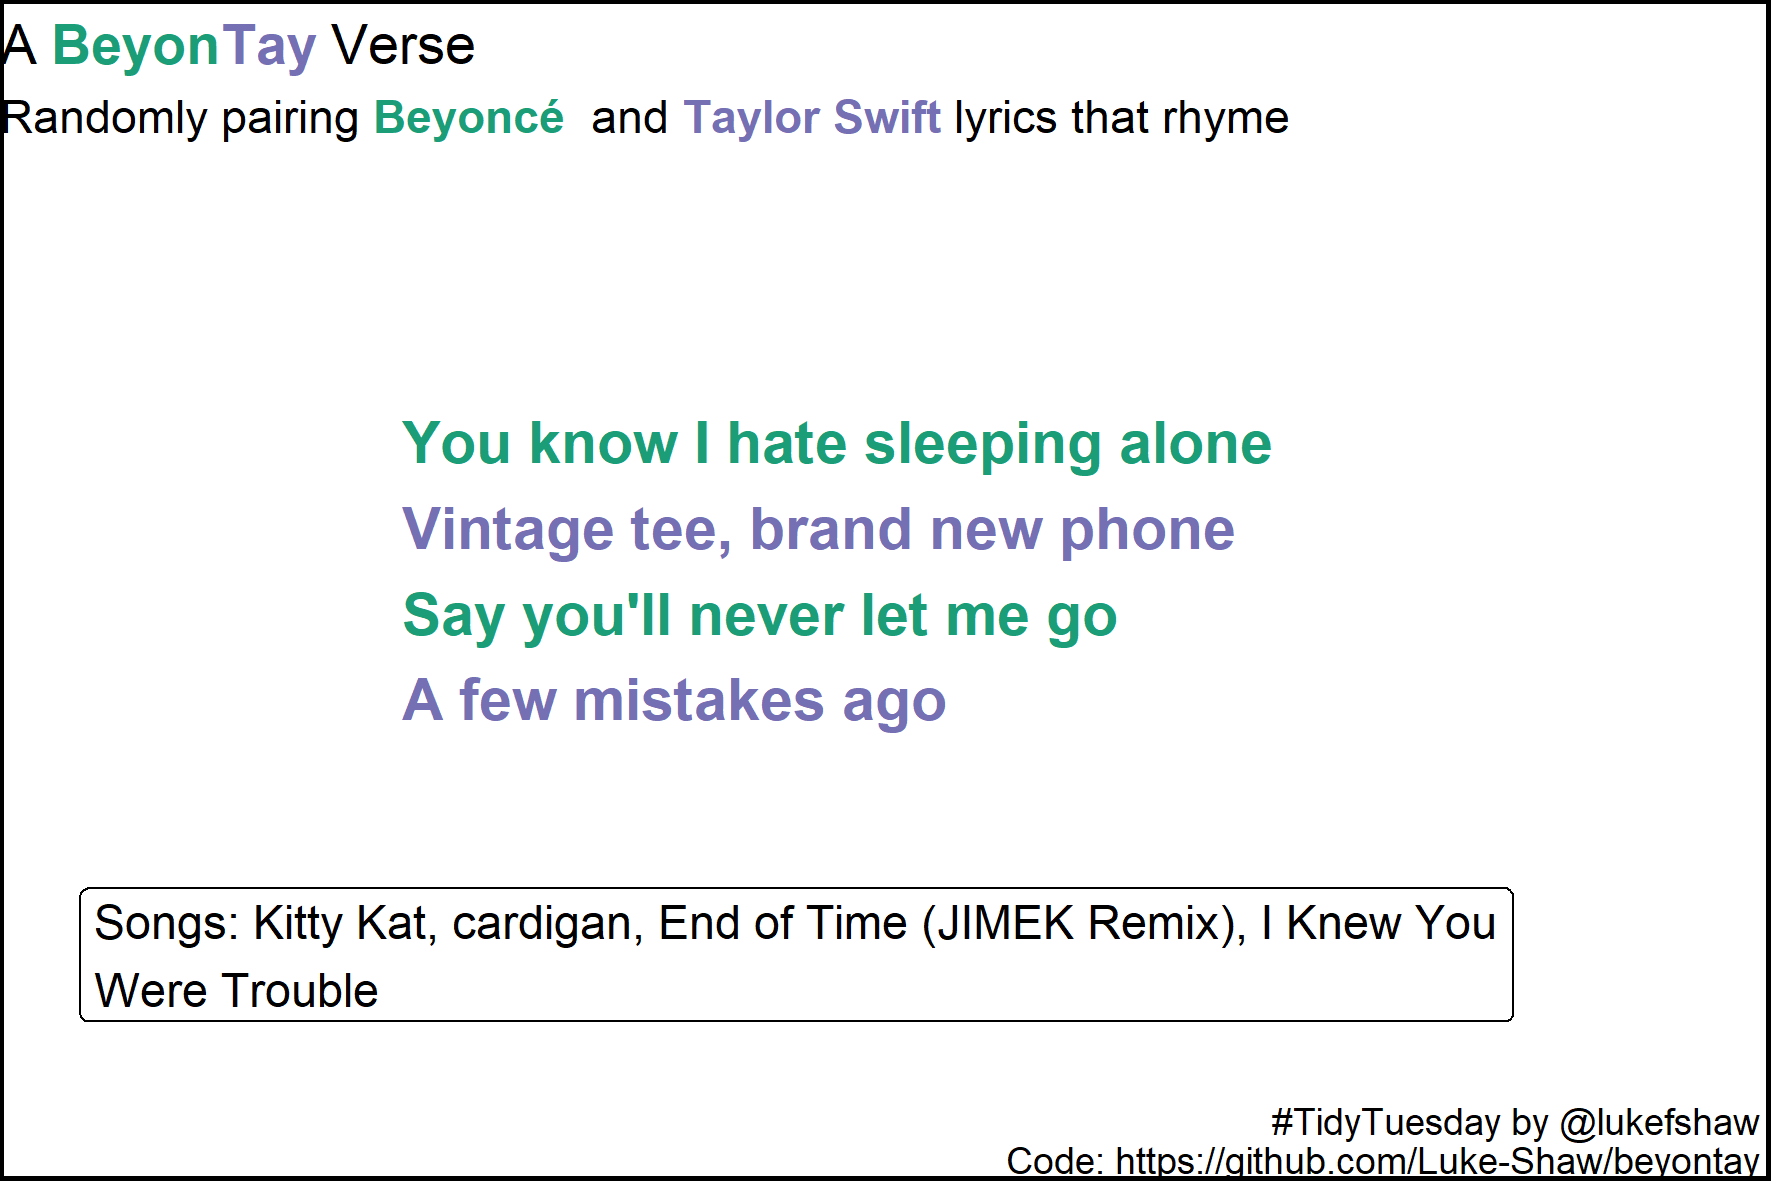 A BeyonTay Verse
Randomly pairing Beyoncé and Taylor Swift lyrics that rhyme
You know I hate sleeping alone
Vintage tee, brand new phone
Say you'll never let me go
A few mistakes ago
Songs: Kitty Kat, cardigan, End of Time (JIMEK Remix), I Knew You
Were Trouble
#TidyTuesday by @lukefshaw
Code: https://github.com/Luke-Shaw/beyontay